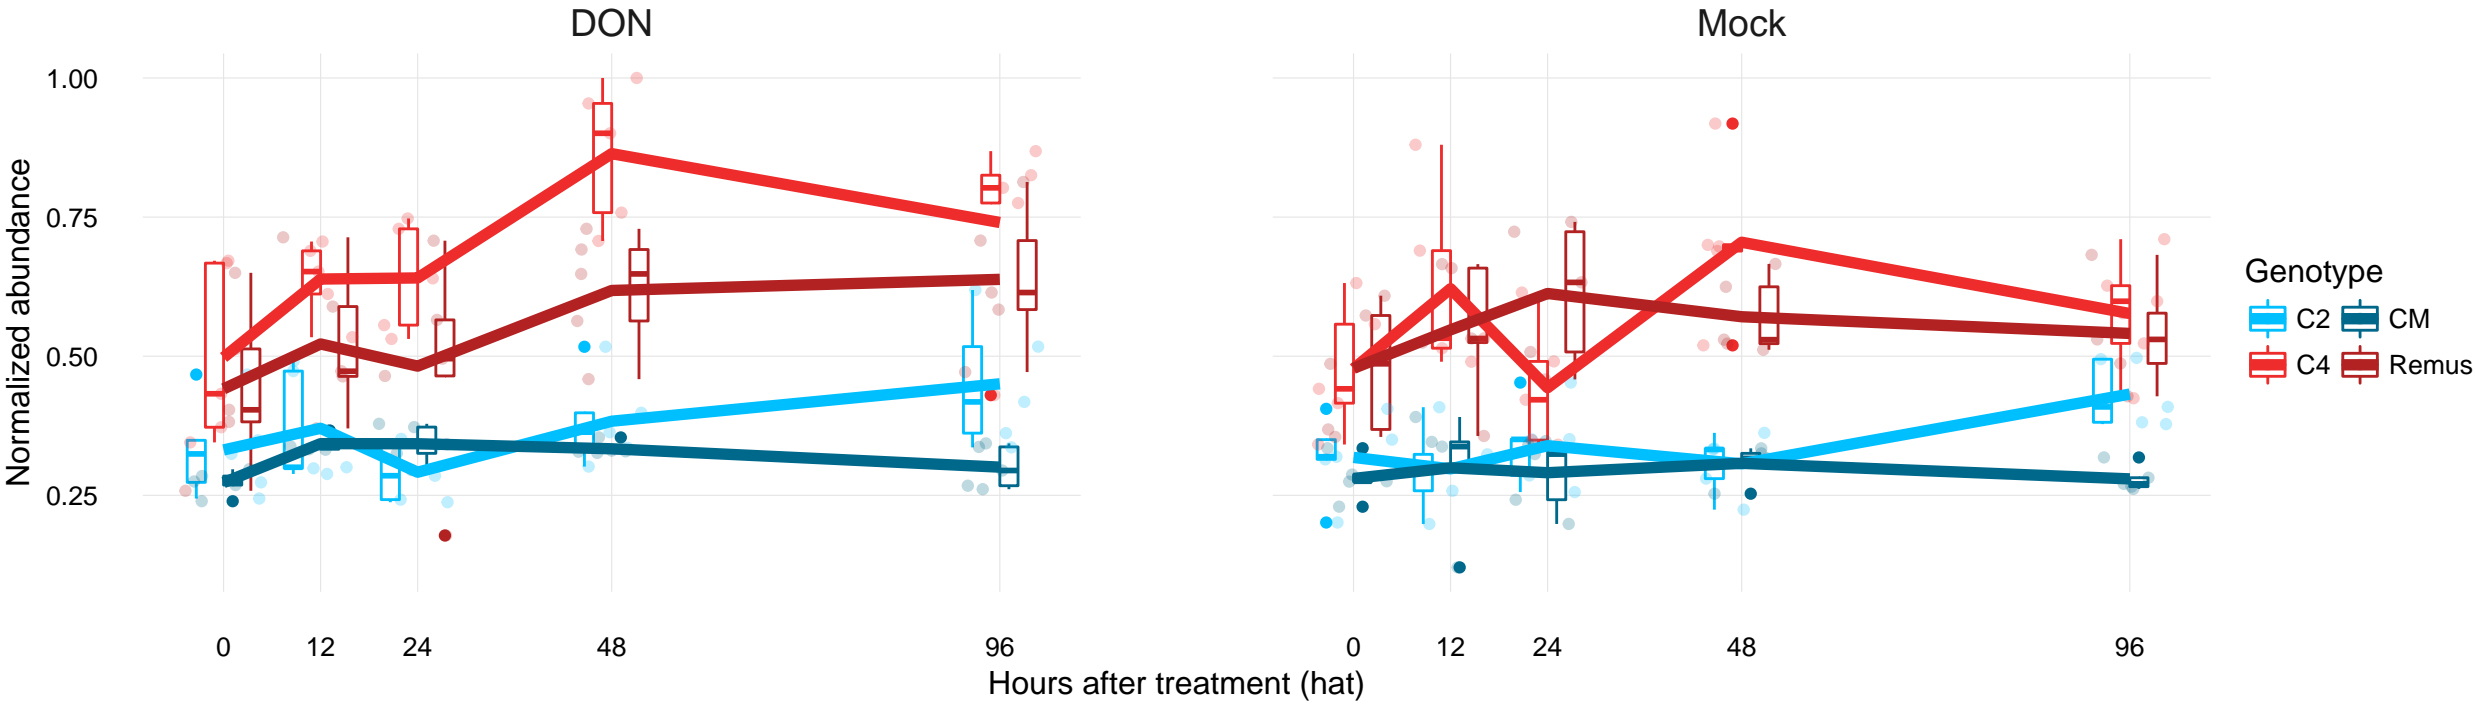 DON
Mock
Normalized abundance
1.00
0.75
0.50
0.25
0 12 24 48 96
0 12 24 48 96
Hours after treatment (hat)
Genotype
C2 CM
C4 Remus